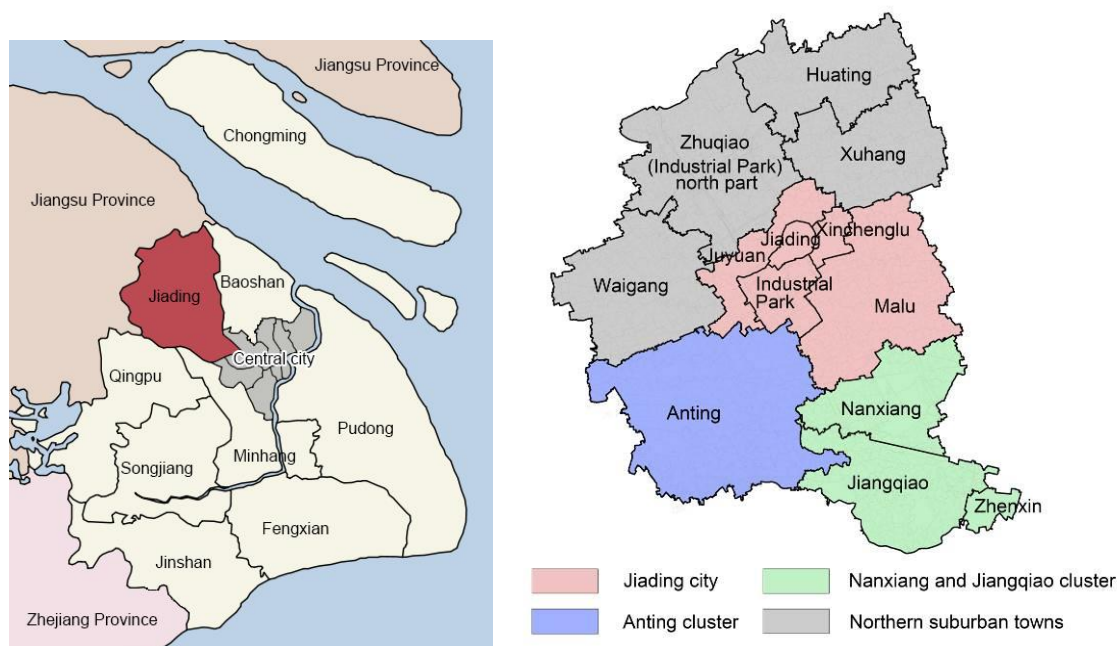 Jiangsu Province
Chongming
Jiangsu Province
Baoshan
Jiading
Central city
Qingpu
Pudong
Minhang
Songjiang
Fengxian
Jinshan
Zhejiang Province
Huating
Zhuqiao
(Industrial Park)
north part
Xuhang
Xinchenglu
Jiading
Juyuan
Waigang
Industrial
Park
Malu
Anting
Nanxiang
Jiangqiao
Zhenxin
Jiading city
Nanxiang and Jiangqiao cluster
Anting cluster
Northern suburban towns